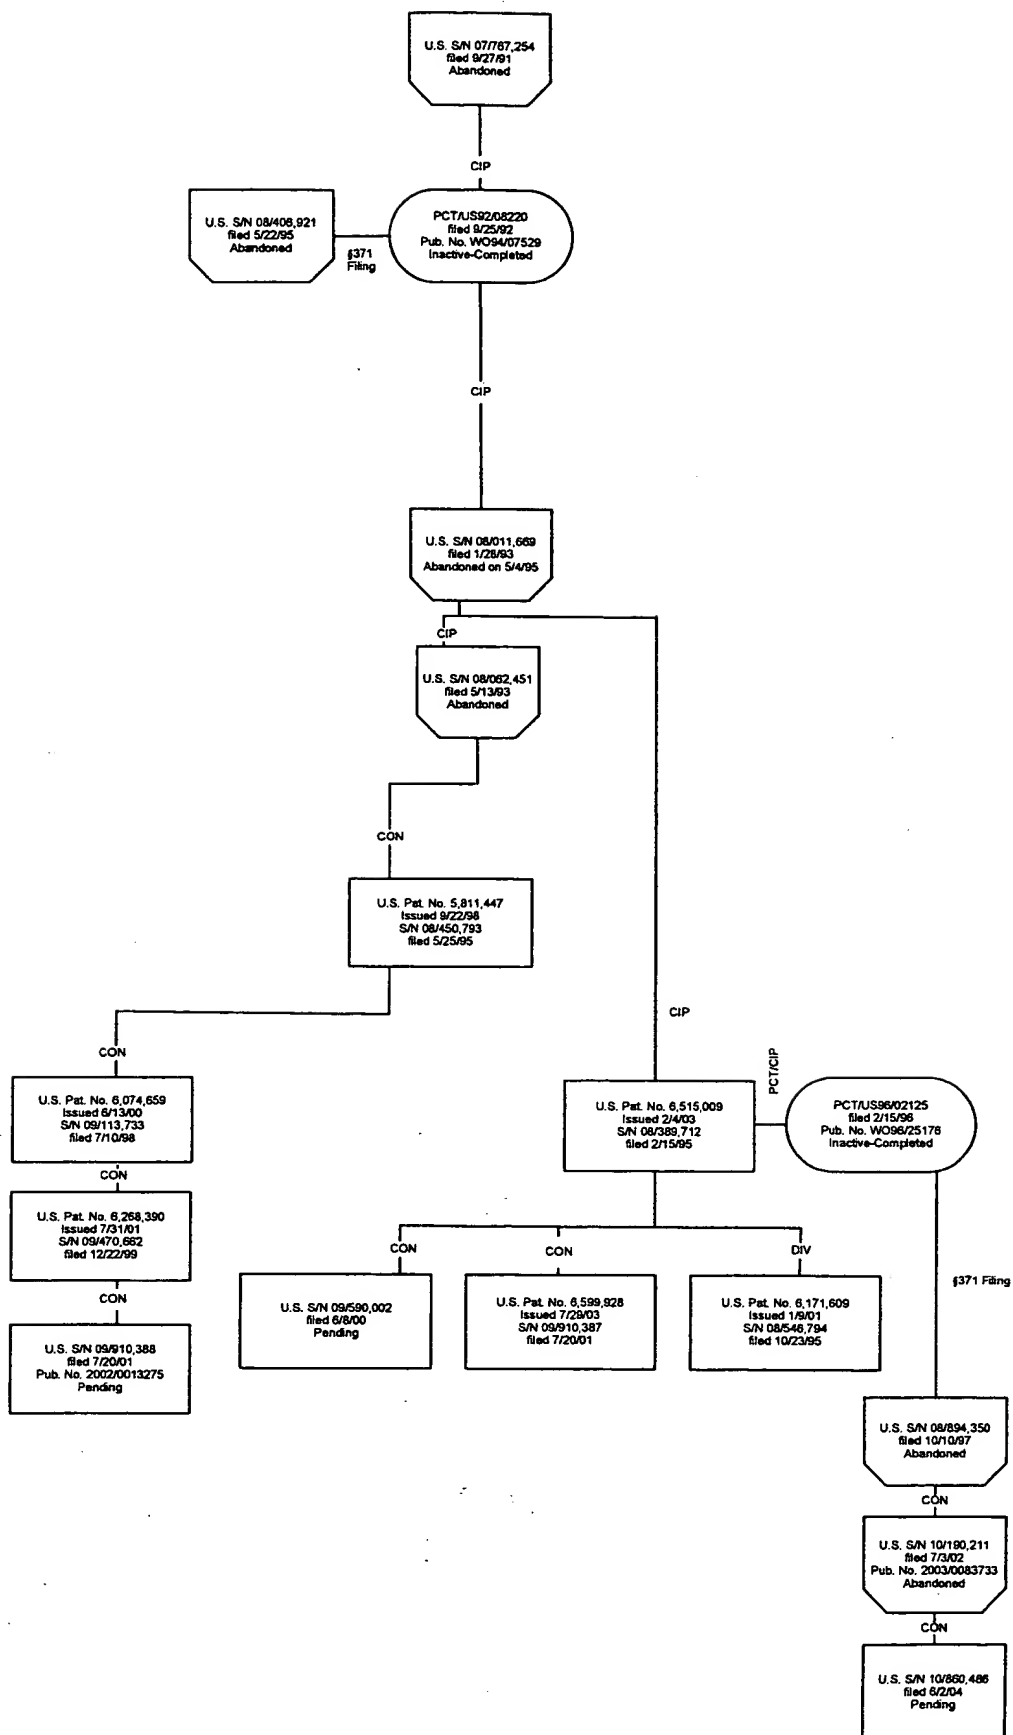 U.S. S/N 07/767,254
filed 9/27/91
Abandoned
CIP
U.S. S/N 08/406,921
filed 5/22/95
Abandoned
§371
Filing
PCT/US92/08220
filed 9/25/92
Pub. No. WO94/07529
Inactive-Completed
CIP
U.S. S/N 08/011,669
filed 1/28/93
Abandoned on 5/4/95
CIP
U.S. S/N 08/062,451
filed 5/13/93
Abandoned
CON
U.S. Pat. No. 5,811,447
Issued 9/22/98
S/N 08/450,793
filed 5/25/95
CIP
CON
U.S. Pat. No. 6,074,659
Issued 6/13/00
S/N 09/113,733
filed 7/10/98
U.S. Pat. No. 6,515,009
Issued 2/4/03
S/N 08/389,712
filed 2/15/95
PCT/CIP
PCT/US96/02125
filed 2/15/96
Pub. No. WO96/25176
Inactive-Completed
CON
U.S. Pat. No. 6,268,390
Issued 7/31/01
S/N 09/470,662
filed 12/22/99
CON
CON
DIV
§371 Filing
U.S. S/N 09/590,002
filed 6/8/00
Pending
U.S. Pat. No. 6,599,928
Issued 7/29/03
S/N 09/910,387
filed 7/20/01
U.S. Pat. No. 6,171,609
Issued 1/9/01
S/N 08/546,794
filed 10/23/95
CON
U.S. S/N 09/910,388
filed 7/20/01
Pub. No. 2002/0013275
Pending
U.S. S/N 08/894,350
filed 10/10/97
Abandoned
CON
U.S. S/N 10/190,211
filed 7/3/02
Pub. No. 2003/0083733
Abandoned
CON
U.S. S/N 10/860,486
filed 6/2/04
Pending